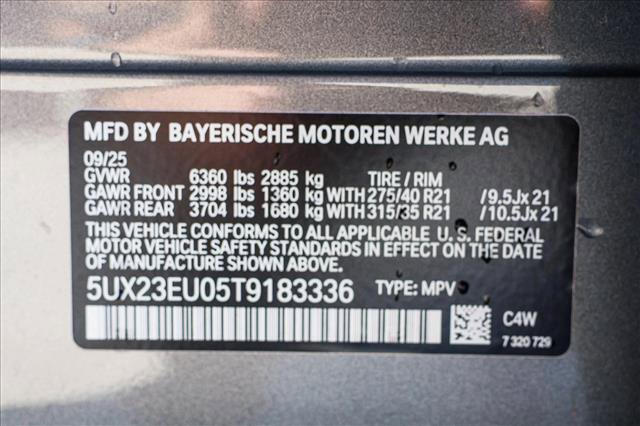 MFD BY BAYERISCHE MOTOREN WERKE AG
09/25
GVWR 6360 lbs 2885 kg TIRE / RIM
GAWR FRONT 2998 lbs 1360 kg WITH 275/40 R21 /9.5Jx21
GAWR REAR 3704 lbs 1680 kg WITH 315/35 R21 /10.5Jx21
THIS VEHICLE CONFORMS TO ALL APPLICABLE U. S. FEDERAL
MOTOR VEHICLE SAFETY STANDARDS IN EFFECT ON THE DATE
OF MANUFACTURE SHOWN ABOVE.
5UX23EU05T9183336 TYPE: MPV
C4W
7 320 729